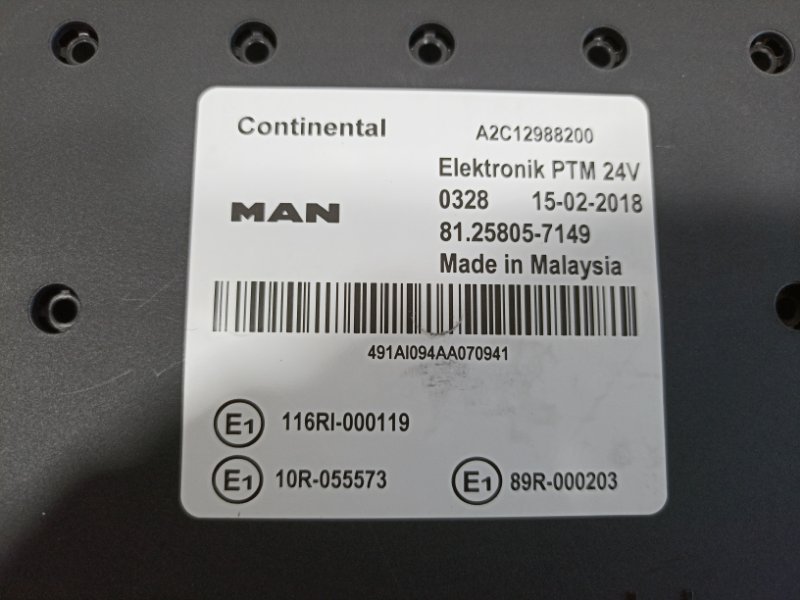 Continental A2C12988200
Elektronik PTM 24V
MAN 0328 15-02-2018
81.25805-7149
Made in Malaysia
491AI094AA070941
E1 116RI-000119
E1 10R-055573 E1 89R-000203